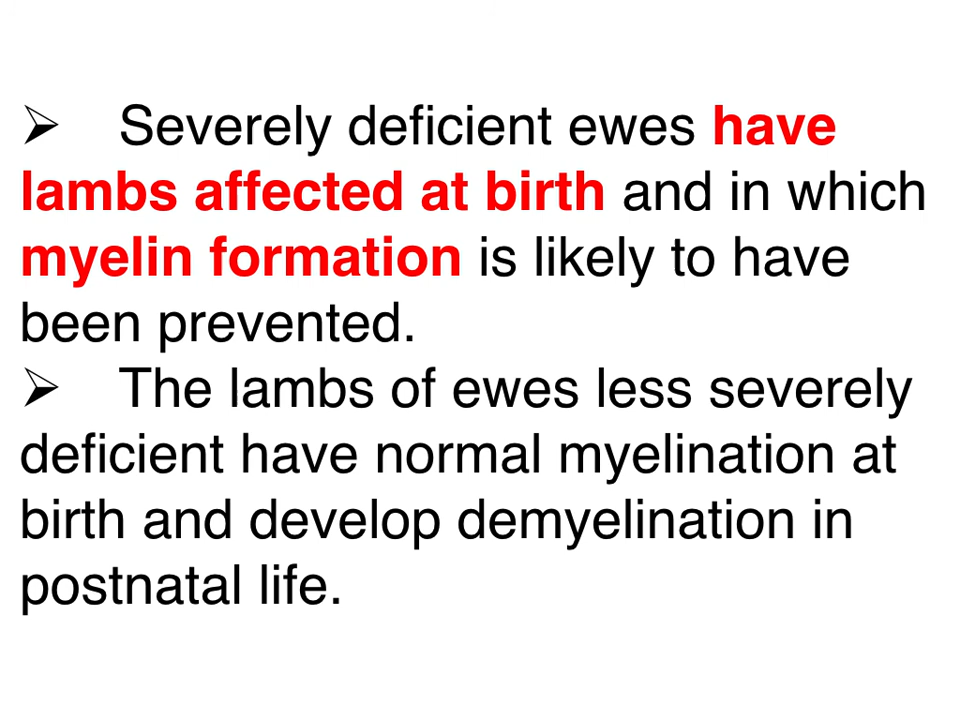 ➢ Severely deficient ewes have
lambs affected at birth and in which
myelin formation is likely to have
been prevented.
➢ The lambs of ewes less severely
deficient have normal myelination at
birth and develop demyelination in
postnatal life.